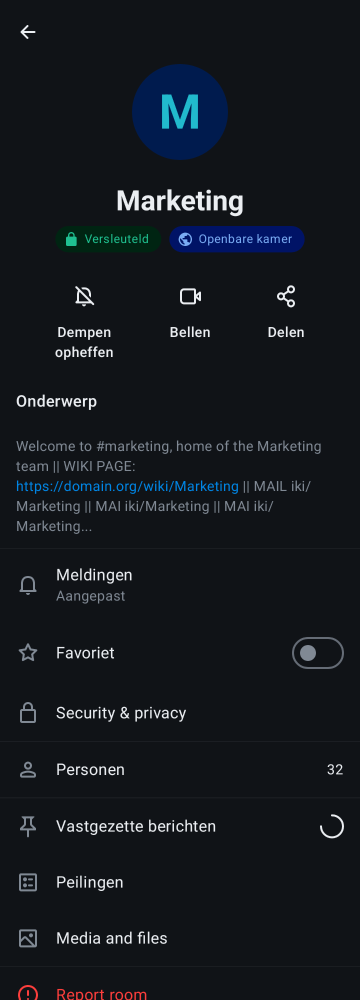 M
Marketing
Versleuteld
Openbare kamer
Dempen
opheffen
Bellen
Delen
Onderwerp
Welcome to #marketing, home of the Marketing
team || WIKI PAGE:
https://domain.org/wiki/Marketing || MAIL iki/
Marketing || MAI iki/Marketing || MAI iki/
Marketing...
Meldingen
Aangepast
Favoriet
Security & privacy
Personen
32
Vastgezette berichten
Peilingen
Media and files
Report room